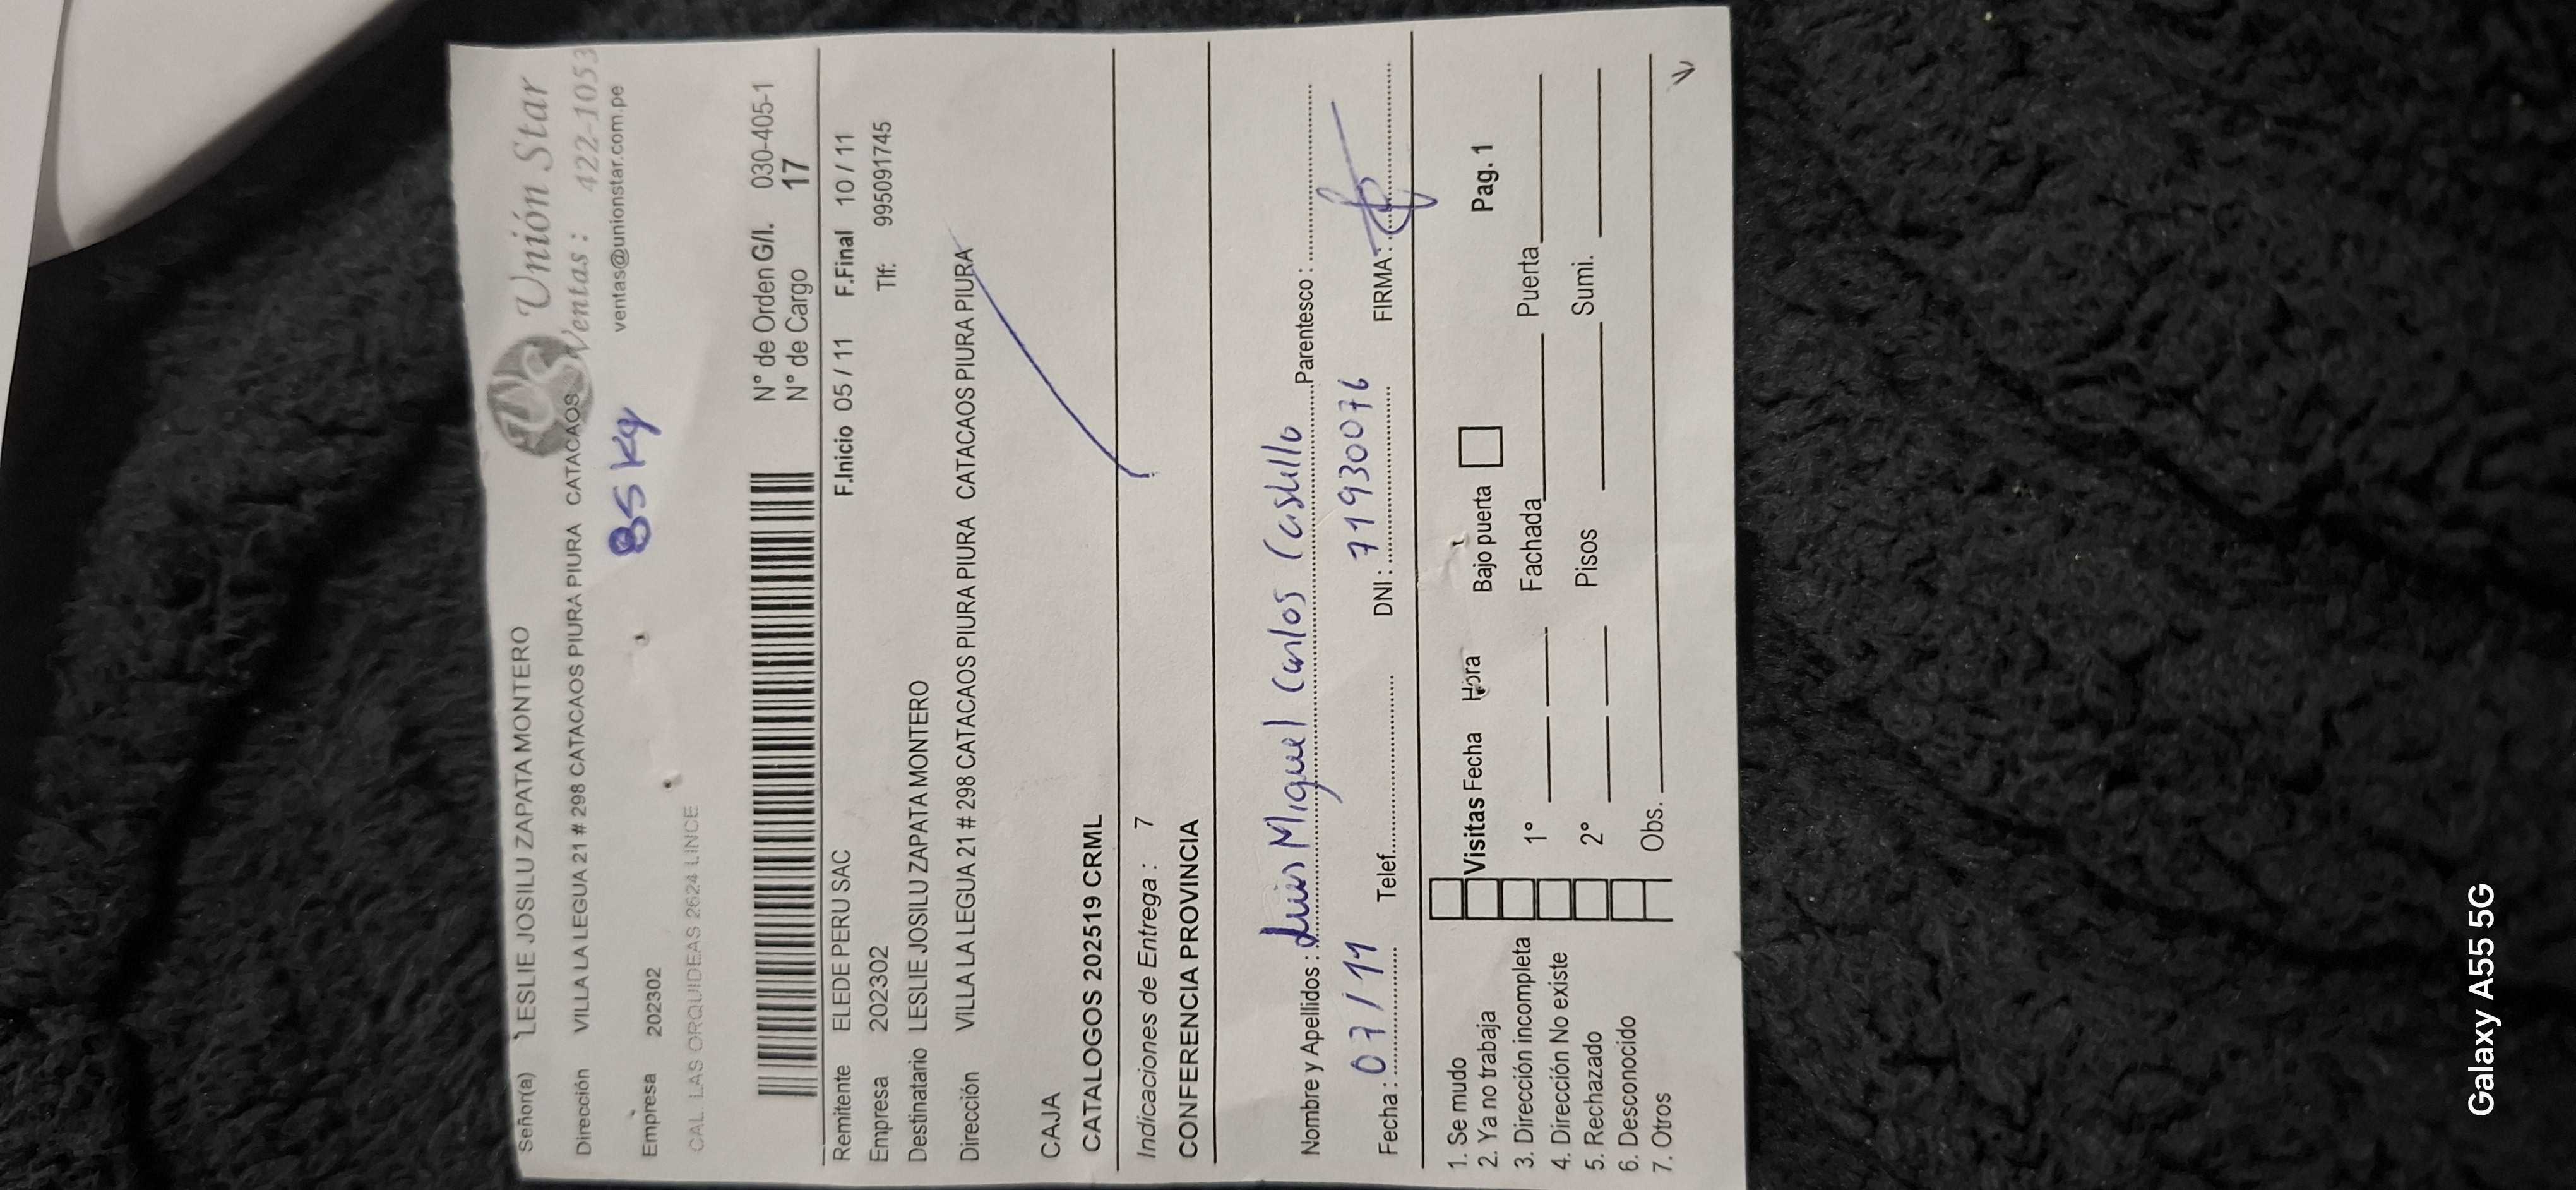 Unión Star
Ventas : 422-1053
ventas@unionstar.com.pe
Señor(a) LESLIE JOSILU ZAPATA MONTERO
Dirección VILLA LA LEGUA 21 # 298 CATACAOS PIURA PIURA CATACAOS
85 Kg
Empresa 202302
CAL. LAS ORQUIDEAS 2624 LINCE
N° de Orden G/I. 030-405-1
N° de Cargo 17
Remitente ELEDE PERU SAC F.Inicio 05 / 11 F.Final 10 / 11
Empresa 202302 Tlf: 995091745
Destinatario LESLIE JOSILU ZAPATA MONTERO
Dirección VILLA LA LEGUA 21 # 298 CATACAOS PIURA PIURA CATACAOS PIURA PIURA
CAJA
CATALOGOS 202519 CRML
Indicaciones de Entrega : 7
CONFERENCIA PROVINCIA
Nombre y Apellidos : Luis Miguel Carlos Castillo Parentesco :
Fecha : 07/11 Telef. DNI : 71930076 FIRMA :
1. Se mudo
2. Ya no trabaja Visitas Fecha Hora Bajo puerta Pag. 1
3. Dirección incompleta 1° Fachada Puerta
4. Dirección No existe
5. Rechazado 2° Pisos Sumi.
6. Desconocido
7. Otros Obs.
Galaxy A55 5G